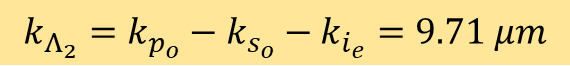 k_{Λ_2} = k_{p_o} − k_{s_o} − k_{i_e} = 9.71 μm